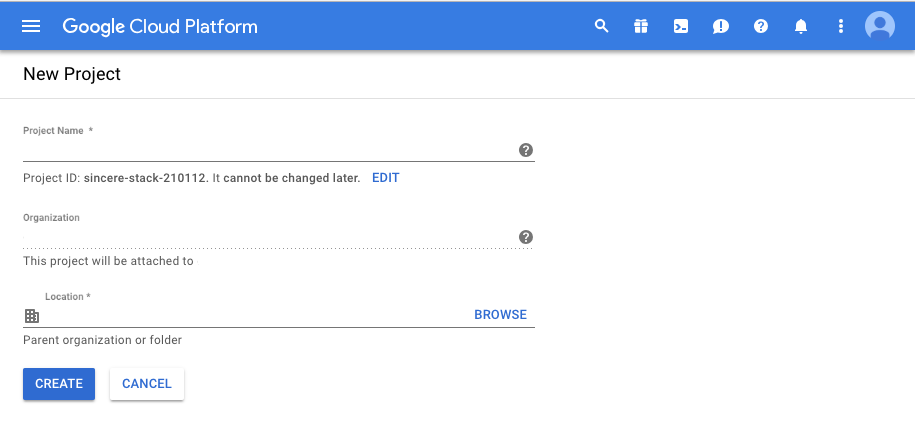 Google Cloud Platform
New Project
Project Name *
Project ID: sincere-stack-210112. It cannot be changed later. EDIT
Organization
This project will be attached to
Location *
BROWSE
Parent organization or folder
CREATE CANCEL